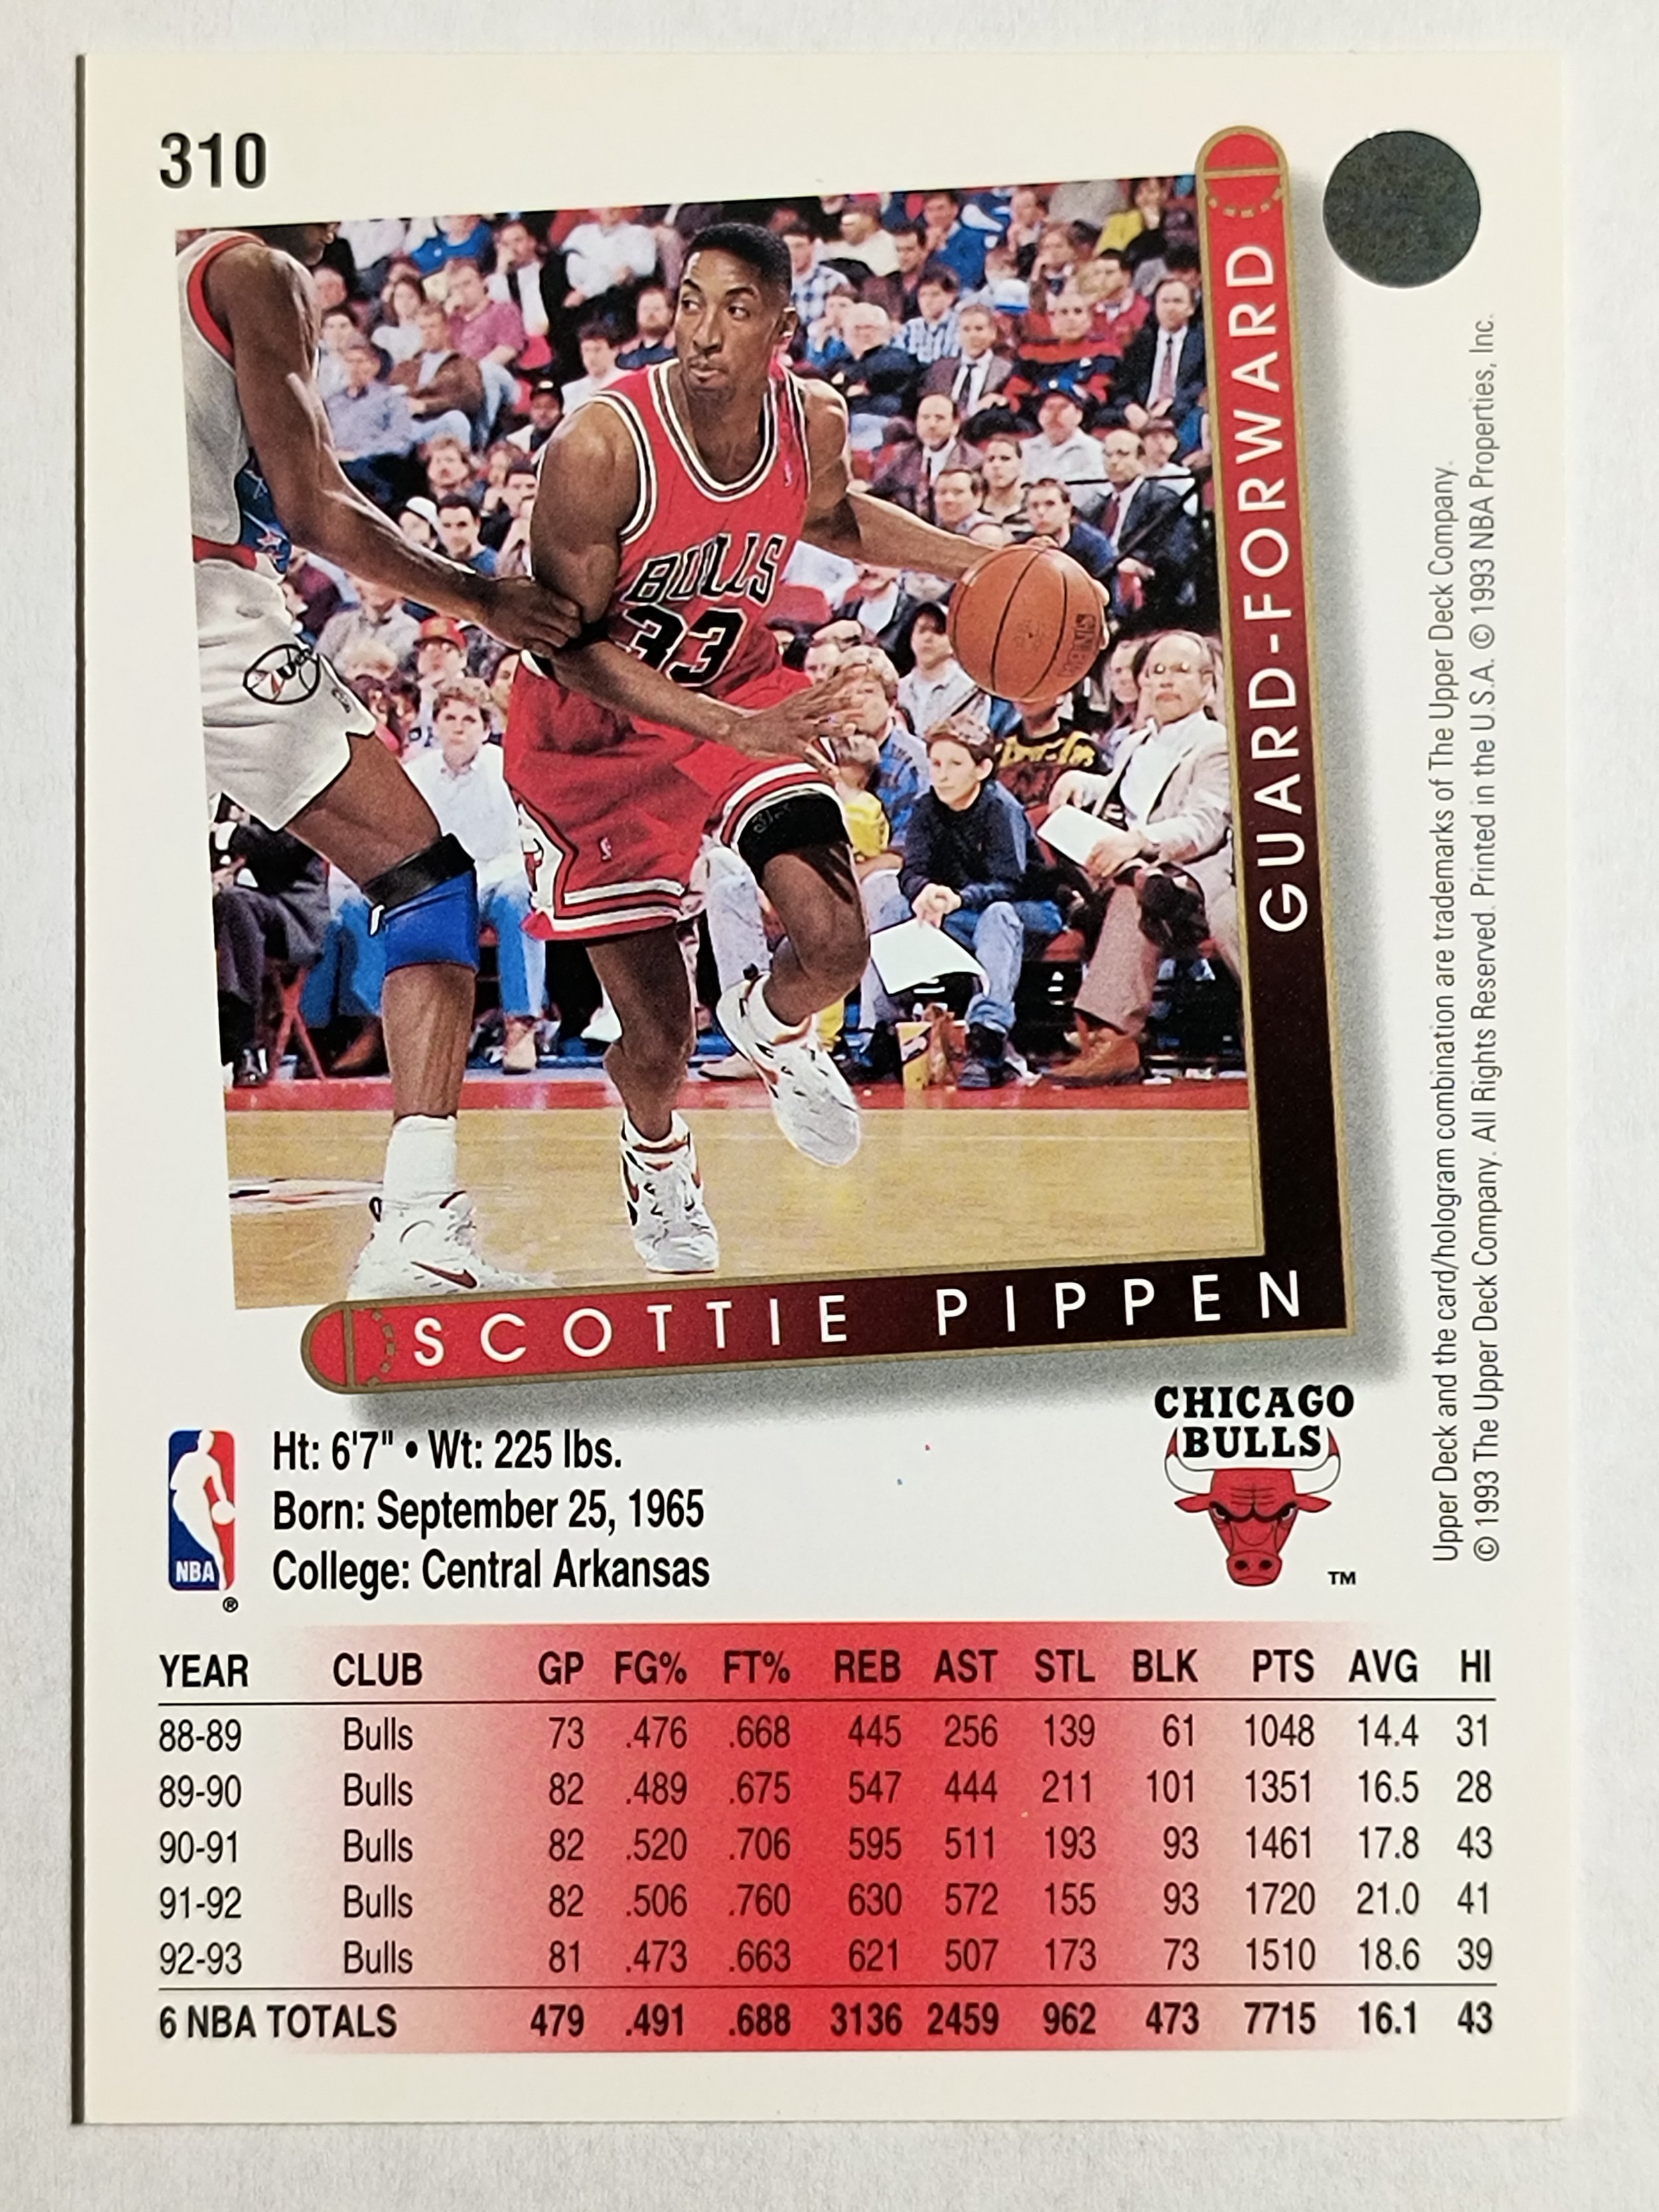 310
GUARD-FORWARD
BULLS
33
SCOTTIE PIPPEN
CHICAGO
BULLS
TM
NBA
®
Ht: 6'7" • Wt: 225 lbs.
Born: September 25, 1965
College: Central Arkansas
Upper Deck and the card/hologram combination are trademarks of The Upper Deck Company.
© 1993 The Upper Deck Company. All Rights Reserved. Printed in the U.S.A. © 1993 NBA Properties, Inc.
YEAR CLUB GP FG% FT% REB AST STL BLK PTS AVG HI
88-89 Bulls 73 .476 .668 445 256 139 61 1048 14.4 31
89-90 Bulls 82 .489 .675 547 444 211 101 1351 16.5 28
90-91 Bulls 82 .520 .706 595 511 193 93 1461 17.8 43
91-92 Bulls 82 .506 .760 630 572 155 93 1720 21.0 41
92-93 Bulls 81 .473 .663 621 507 173 73 1510 18.6 39
6 NBA TOTALS 479 .491 .688 3136 2459 962 473 7715 16.1 43